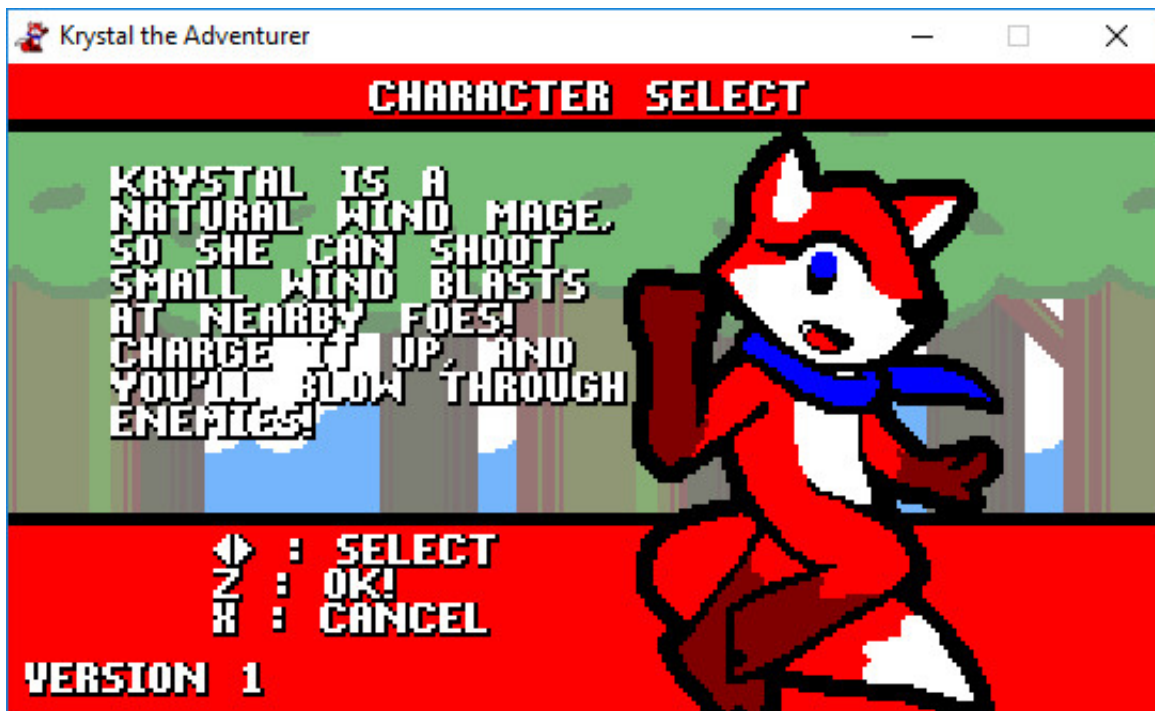 Krystal the Adventurer
CHARACTER SELECT
KRYSTAL IS A
NATURAL WIND MAGE,
SO SHE CAN SHOOT
SMALL WIND BLASTS
AT NEARBY FOES!
CHARGE IT UP, AND
YOU'LL BLOW THROUGH
ENEMIES!
: SELECT
Z : OK!
X : CANCEL
VERSION 1